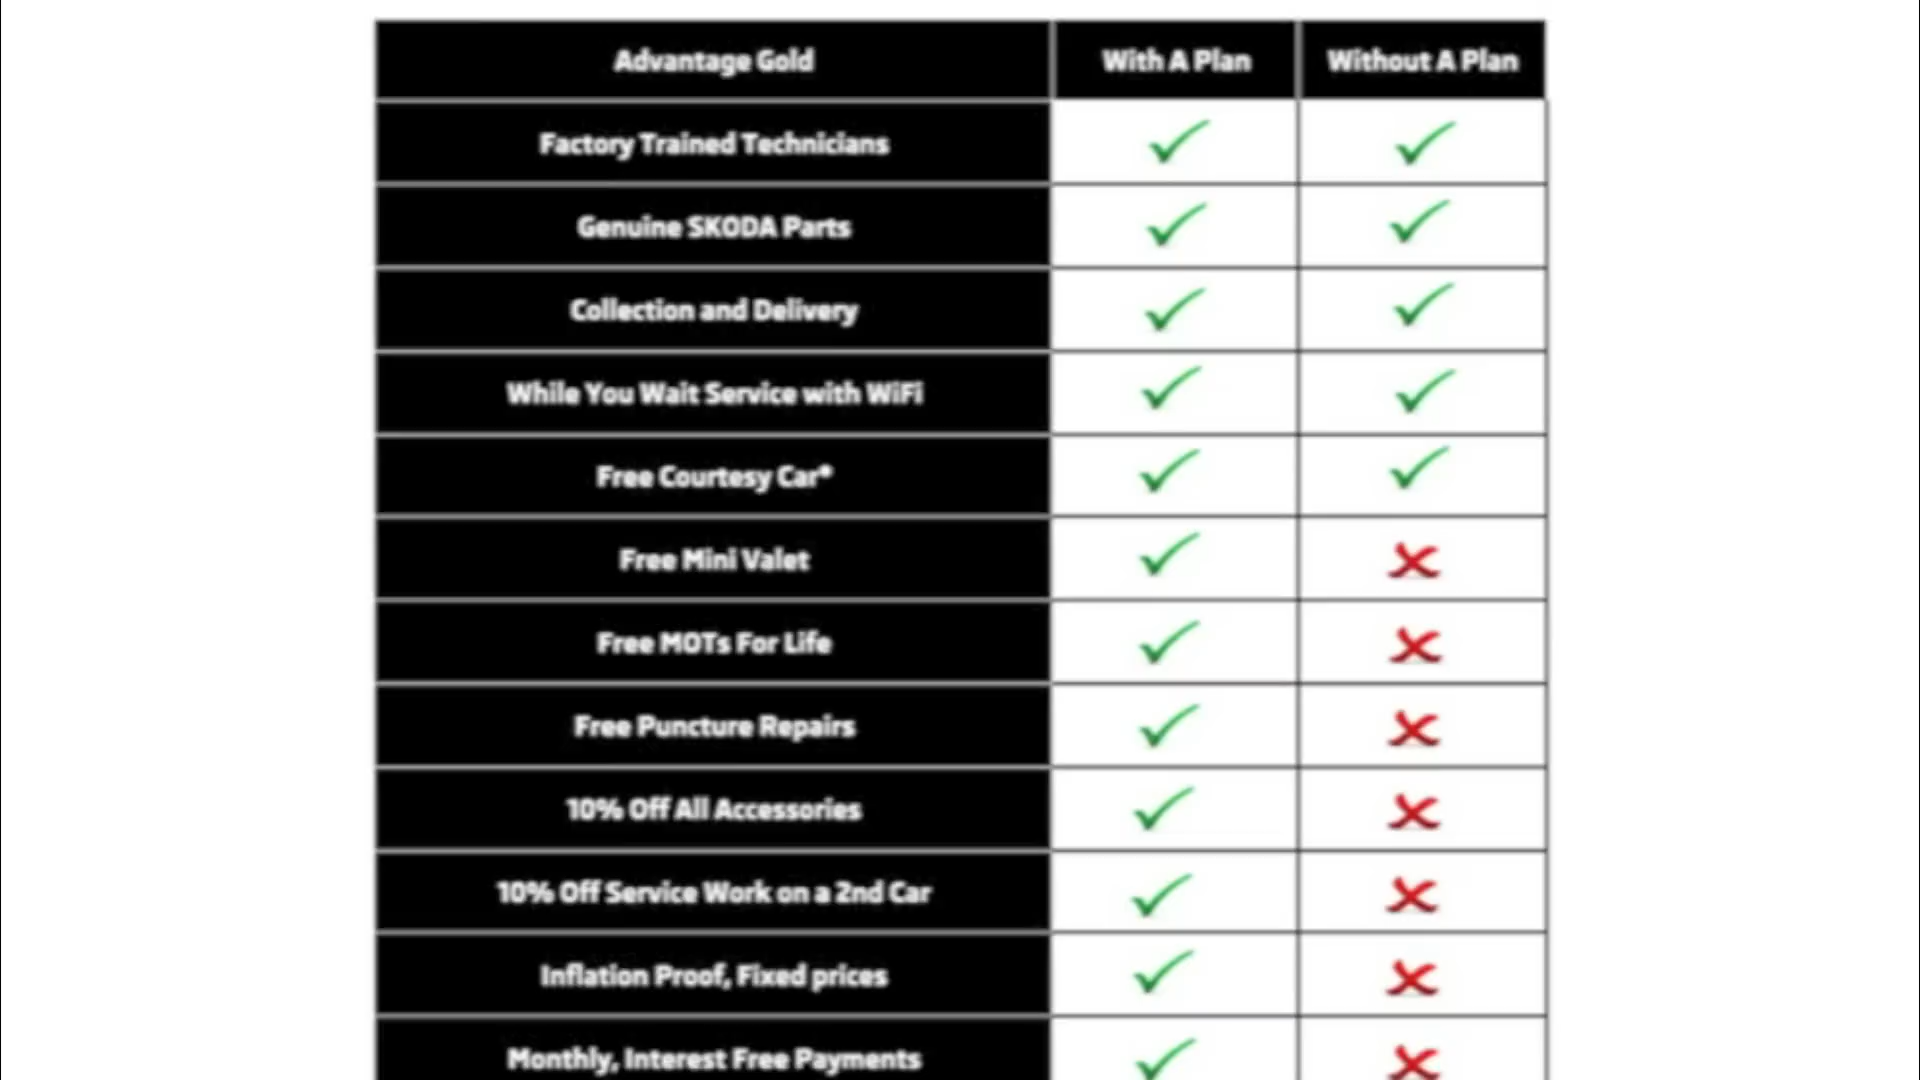 Advantage Gold With A Plan Without A Plan
Factory Trained Technicians
Genuine SKODA Parts
Collection and Delivery
While You Wait Service with WiFi
Free Courtesy Car*
Free Mini Valet
Free MOTs For Life
Free Puncture Repairs
10% Off All Accessories
10% Off Service Work on a 2nd Car
Inflation Proof, Fixed prices
Monthly, Interest Free Payments